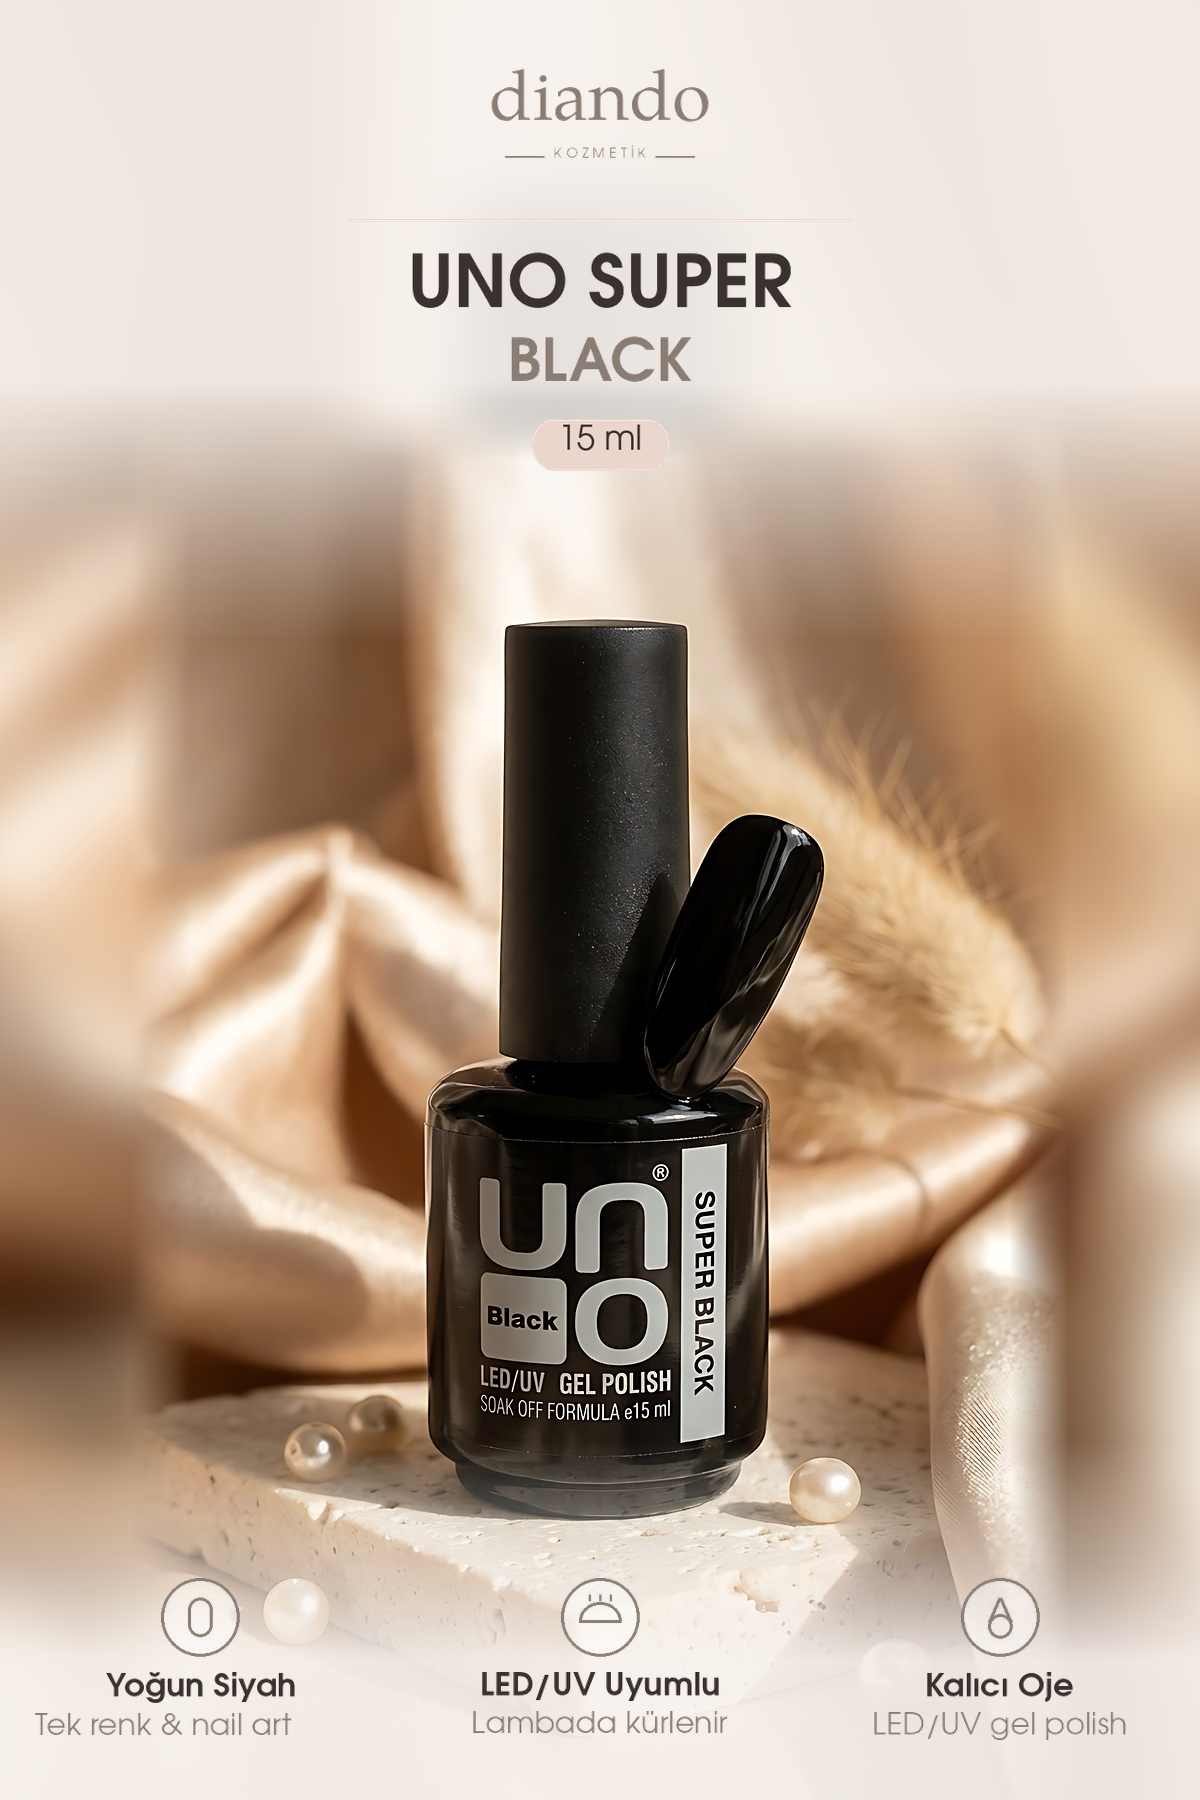 diando
KOZMETİK
UNO SUPER
BLACK
15 ml
UN®
Black O
LED/UV GEL POLISH
SOAK OFF FORMULA e15 ml
SUPER BLACK
Yoğun Siyah
Tek renk & nail art
LED/UV Uyumlu
Lambada kürlenir
Kalıcı Oje
LED/UV gel polish